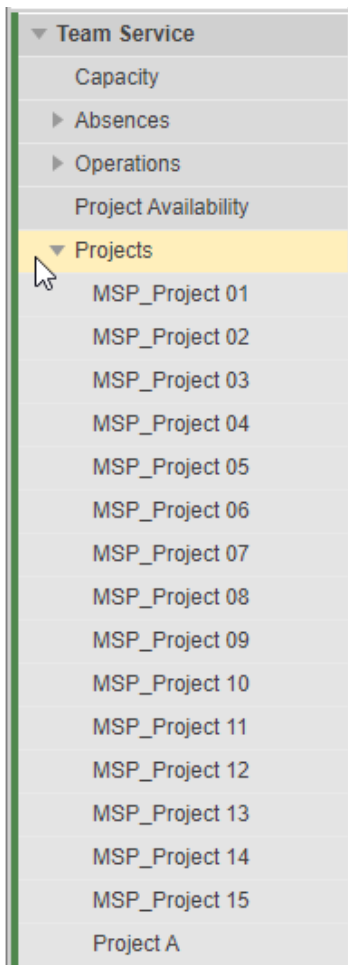 Team Service
Capacity
Absences
Operations
Project Availability
Projects
MSP_Project 01
MSP_Project 02
MSP_Project 03
MSP_Project 04
MSP_Project 05
MSP_Project 06
MSP_Project 07
MSP_Project 08
MSP_Project 09
MSP_Project 10
MSP_Project 11
MSP_Project 12
MSP_Project 13
MSP_Project 14
MSP_Project 15
Project A